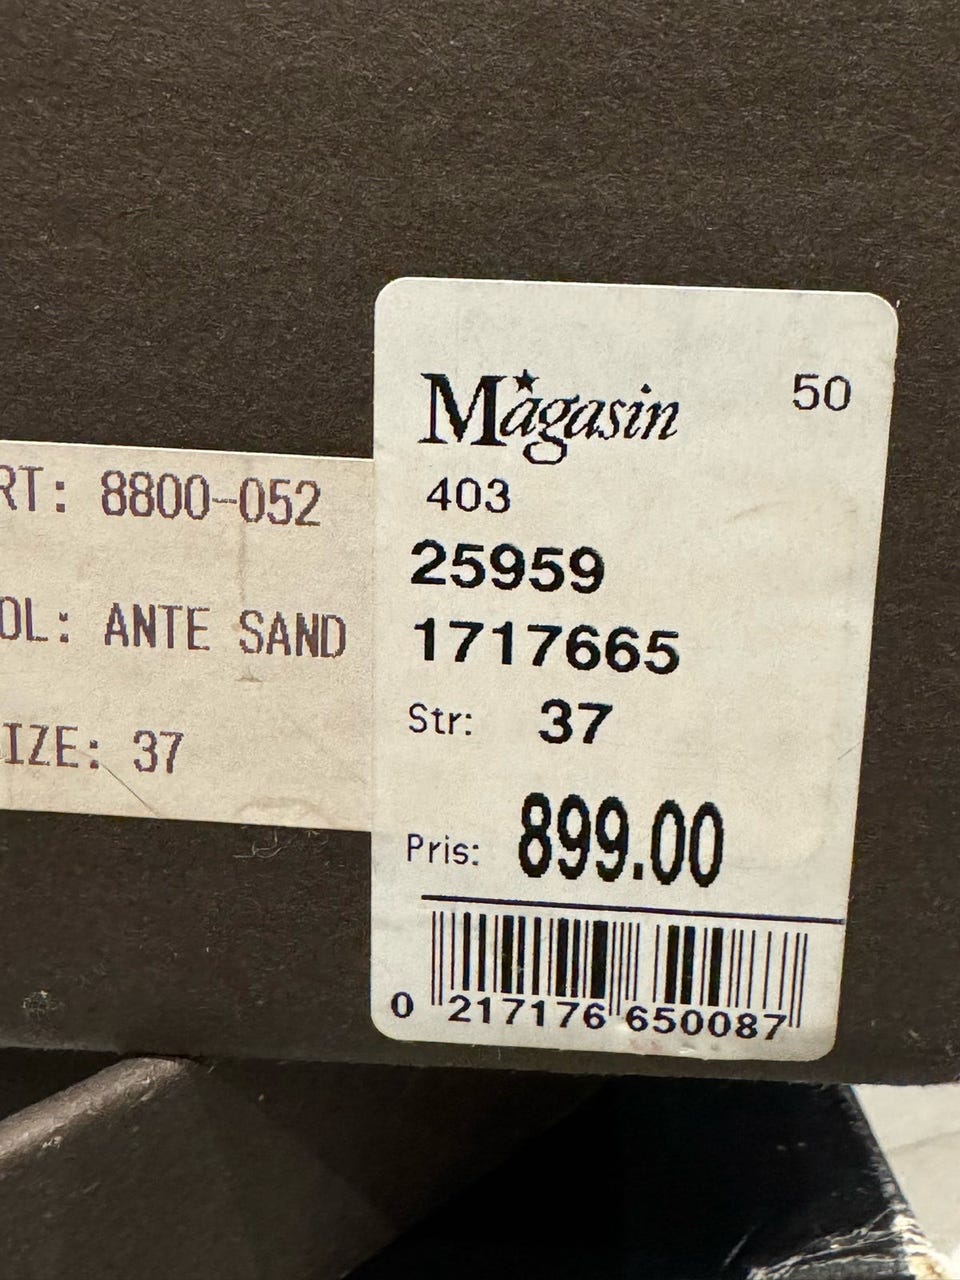 RT: 8800-052
OL: ANTE SAND
IZE: 37
Magasin 50
403
25959
1717665
Str: 37
Pris: 899.00
0 217176 650087